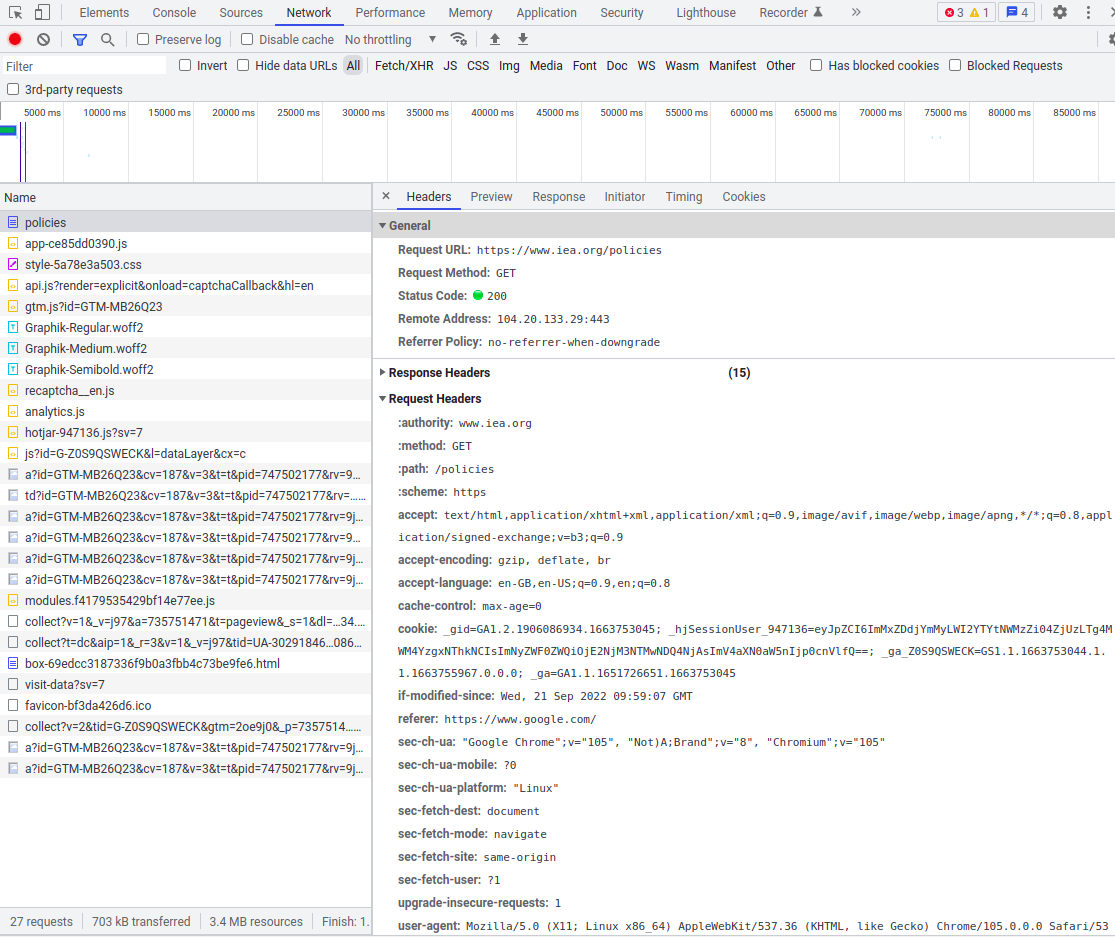 Elements Console Sources Network Performance Memory Application Security Lighthouse Recorder » 3 1 4
Preserve log Disable cache No throttling
Filter Invert Hide data URLs All Fetch/XHR JS CSS Img Media Font Doc WS Wasm Manifest Other Has blocked cookies Blocked Requests
3rd-party requests
5000 ms 10000 ms 15000 ms 20000 ms 25000 ms 30000 ms 35000 ms 40000 ms 45000 ms 50000 ms 55000 ms 60000 ms 65000 ms 70000 ms 75000 ms 80000 ms 85000 ms
Name
policies
app-ce85dd0390.js
style-5a78e3a503.css
api.js?render=explicit&onload=captchaCallback&hl=en
gtm.js?id=GTM-MB26Q23
Graphik-Regular.woff2
Graphik-Medium.woff2
Graphik-Semibold.woff2
recaptcha__en.js
analytics.js
hotjar-947136.js?sv=7
js?id=G-Z0S9QSWECK&l=dataLayer&cx=c
a?id=GTM-MB26Q23&cv=187&v=3&t=t&pid=747502177&rv=9…
td?id=GTM-MB26Q23&cv=187&v=3&t=t&pid=747502177&rv=……
a?id=GTM-MB26Q23&cv=187&v=3&t=t&pid=747502177&rv=9j…
a?id=GTM-MB26Q23&cv=187&v=3&t=t&pid=747502177&rv=9j…
a?id=GTM-MB26Q23&cv=187&v=3&t=t&pid=747502177&rv=9j…
a?id=GTM-MB26Q23&cv=187&v=3&t=t&pid=747502177&rv=9j…
modules.f4179535429bf14e77ee.js
collect?v=1&_v=j97&a=735751471&t=pageview&_s=1&dl=…34.…
collect?t=dc&aip=1&_r=3&v=1&_v=j97&tid=UA-30291846…086…
box-69edcc3187336f9b0a3fbb4c73be9fe6.html
visit-data?sv=7
favicon-bf3da426d6.ico
collect?v=2&tid=G-Z0S9QSWECK&gtm=2oe9j0&_p=7357514……
a?id=GTM-MB26Q23&cv=187&v=3&t=t&pid=747502177&rv=9j…
a?id=GTM-MB26Q23&cv=187&v=3&t=t&pid=747502177&rv=9j…
27 requests 703 kB transferred 3.4 MB resources Finish: 1.
× Headers Preview Response Initiator Timing Cookies
General
Request URL: https://www.iea.org/policies
Request Method: GET
Status Code: 200
Remote Address: 104.20.133.29:443
Referrer Policy: no-referrer-when-downgrade
Response Headers (15)
Request Headers
:authority: www.iea.org
:method: GET
:path: /policies
:scheme: https
accept: text/html,application/xhtml+xml,application/xml;q=0.9,image/avif,image/webp,image/apng,*/*;q=0.8,appl
ication/signed-exchange;v=b3;q=0.9
accept-encoding: gzip, deflate, br
accept-language: en-GB,en-US;q=0.9,en;q=0.8
cache-control: max-age=0
cookie: _gid=GA1.2.1906086934.1663753045; _hjSessionUser_947136=eyJpZCI6ImMxZDdjYmMyLWI2YTYtNWMzZi04ZjUzLTg4M
WM4YzgxNThkNCIsImNyZWF0ZWQiOjE2NjM3NTMwNDQ4NjAsImV4aXN0aW5nIjp0cnVlfQ==; _ga_Z0S9QSWECK=GS1.1.1663753044.1.
1.1663755967.0.0.0; _ga=GA1.1.1651726651.1663753045
if-modified-since: Wed, 21 Sep 2022 09:59:07 GMT
referer: https://www.google.com/
sec-ch-ua: "Google Chrome";v="105", "Not)A;Brand";v="8", "Chromium";v="105"
sec-ch-ua-mobile: ?0
sec-ch-ua-platform: "Linux"
sec-fetch-dest: document
sec-fetch-mode: navigate
sec-fetch-site: same-origin
sec-fetch-user: ?1
upgrade-insecure-requests: 1
user-agent: Mozilla/5.0 (X11; Linux x86_64) AppleWebKit/537.36 (KHTML, like Gecko) Chrome/105.0.0.0 Safari/53